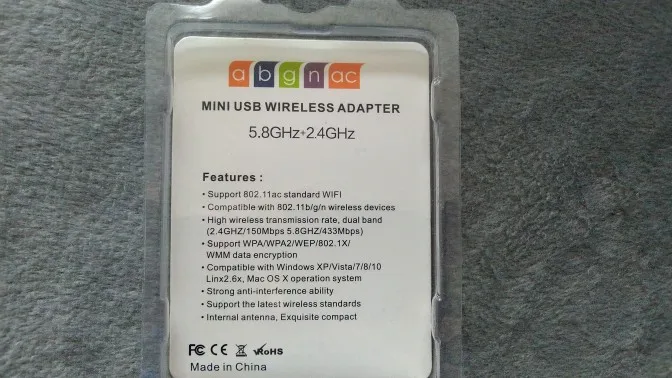 a b g n ac
MINI USB WIRELESS ADAPTER
5.8GHz+2.4GHz
Features :
• Support 802.11ac standard WIFI
• Compatible with 802.11b/g/n wireless devices
• High wireless transmission rate, dual band
(2.4GHZ/150Mbps 5.8GHZ/433Mbps)
• Support WPA/WPA2/WEP/802.1X/
WMM data encryption
• Compatible with Windows XP/Vista/7/8/10
Linx2.6x, Mac OS X operation system
• Strong anti-interference ability
• Support the latest wireless standards
• Internal antenna, Exquisite compact
FC CE RoHS
Made in China